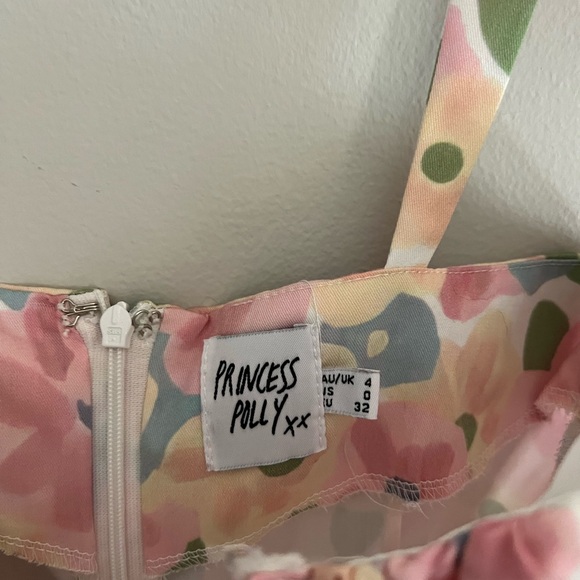 PRINCESS
POLLY xx
AU/UK 4
US 0
EU 32